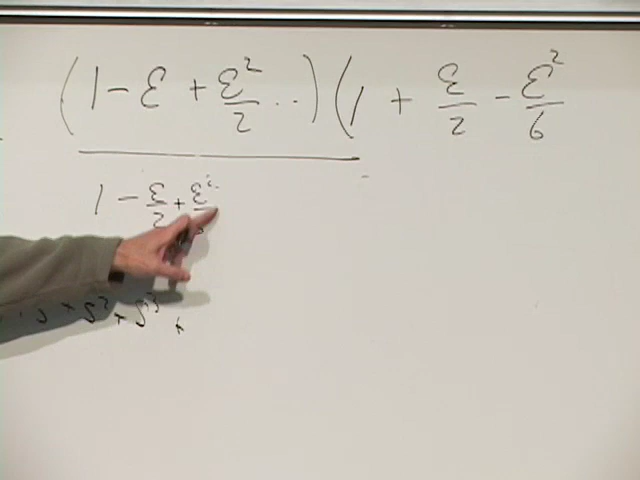 (1 - ε + ε²/2 ..) (1 + ε/2 - ε²/6
1 - ε/2 + ε²